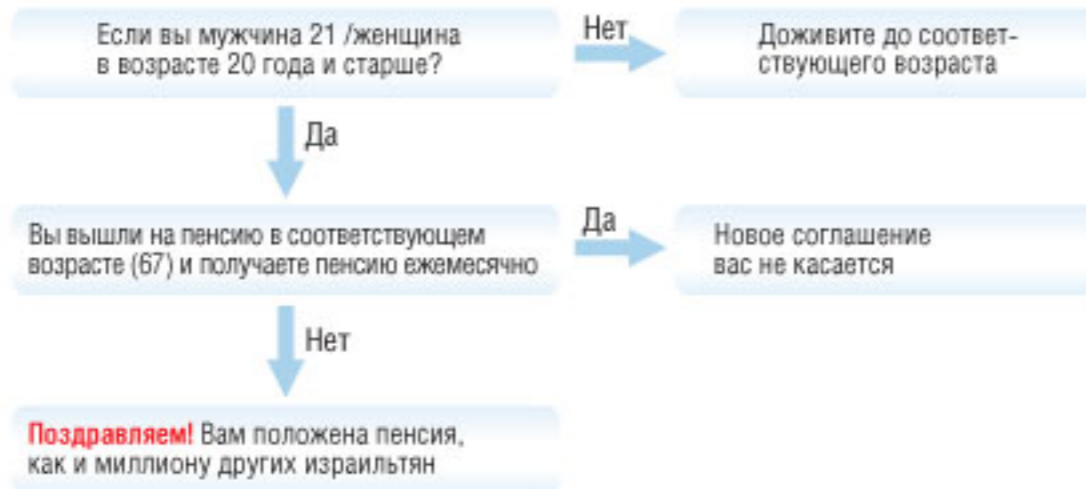 Если вы мужчина 21 /женщина
в возрасте 20 года и старше?
Нет
Доживите до соответ-
ствующего возраста
Да
Вы вышли на пенсию в соответствующем
возрасте (67) и получаете пенсию ежемесячно
Да
Новое соглашение
вас не касается
Нет
Поздравляем! Вам положена пенсия,
как и миллиону других израильтян